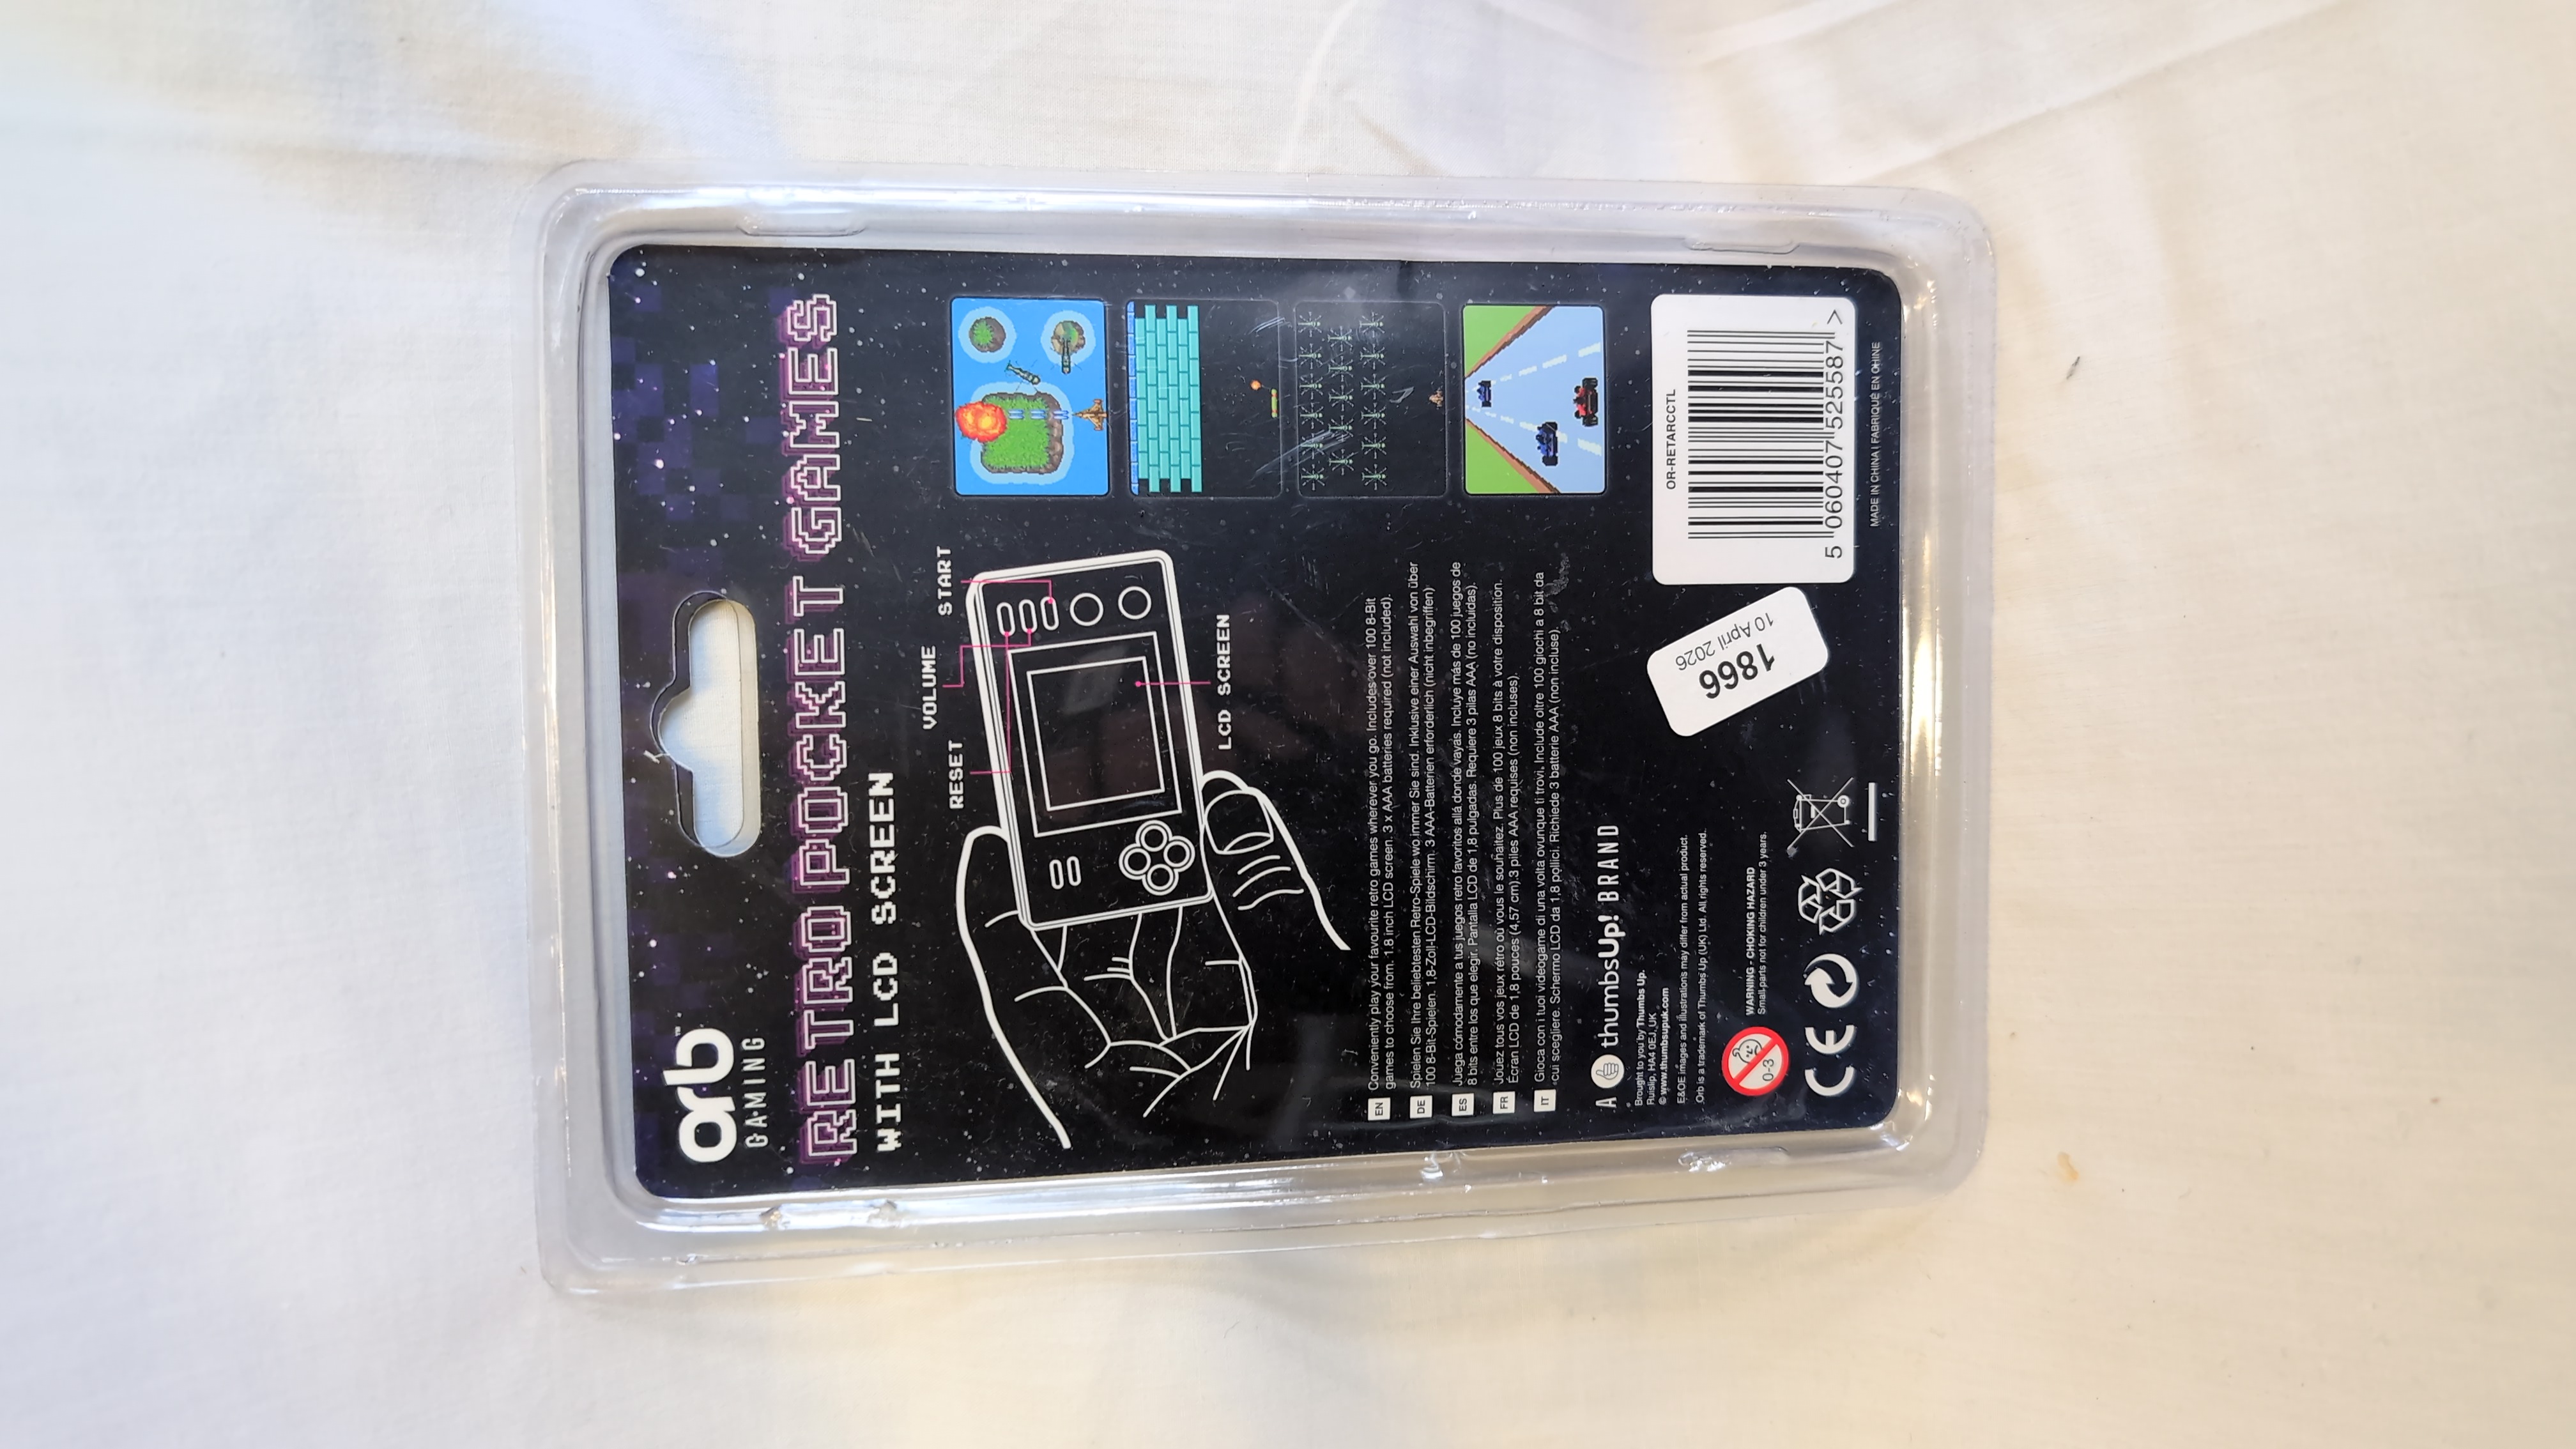 orb™
GAMING
RETRO POCKET GAMES
WITH LCD SCREEN
RESET
VOLUME
START
LCD SCREEN
EN Conveniently play your favourite retro games wherever you go. Includes over 100 8-Bit
games to choose from. 1.8 inch LCD screen. 3 x AAA batteries required (not included).
DE Spielen Sie Ihre beliebtesten Retro-Spiele wo immer Sie sind. Inklusive einer Auswahl von über
100 8-Bit-Spielen. 1,8-Zoll-LCD-Bildschirm. 3 AAA-Batterien erforderlich (nicht inbegriffen)
ES Juega cómodamente a tus juegos retro favoritos allá donde vayas. Incluye más de 100 juegos de
8 bits entre los que elegir. Pantalla LCD de 1,8 pulgadas. Requiere 3 pilas AAA (no incluidas).
FR Jouez tous vos jeux rétro où vous le souhaitez. Plus de 100 jeux 8 bits à votre disposition.
Écran LCD de 1,8 pouces (4,57 cm).3 piles AAA requises (non incluses).
IT Gioca con i tuoi videogame di una volta ovunque ti trovi. Include oltre 100 giochi a 8 bit da
cui scegliere. Schermo LCD da 1,8 pollici. Richiede 3 batterie AAA (non incluse).
A thumbsUp! BRAND
Brought to you by Thumbs Up.
Ruislip, HA4 0EJ, UK
© www.thumbsupuk.com
E&OE images and illustrations may differ from actual product.
Orb is a trademark of Thumbs Up (UK) Ltd. All rights reserved.
0-3
WARNING - CHOKING HAZARD
Small parts not for children under 3 years.
CE
1866
10 April 2026
OR-RETARCCTL
5 060407 525587 >
MADE IN CHINA I FABRIQUÉ EN CHINE